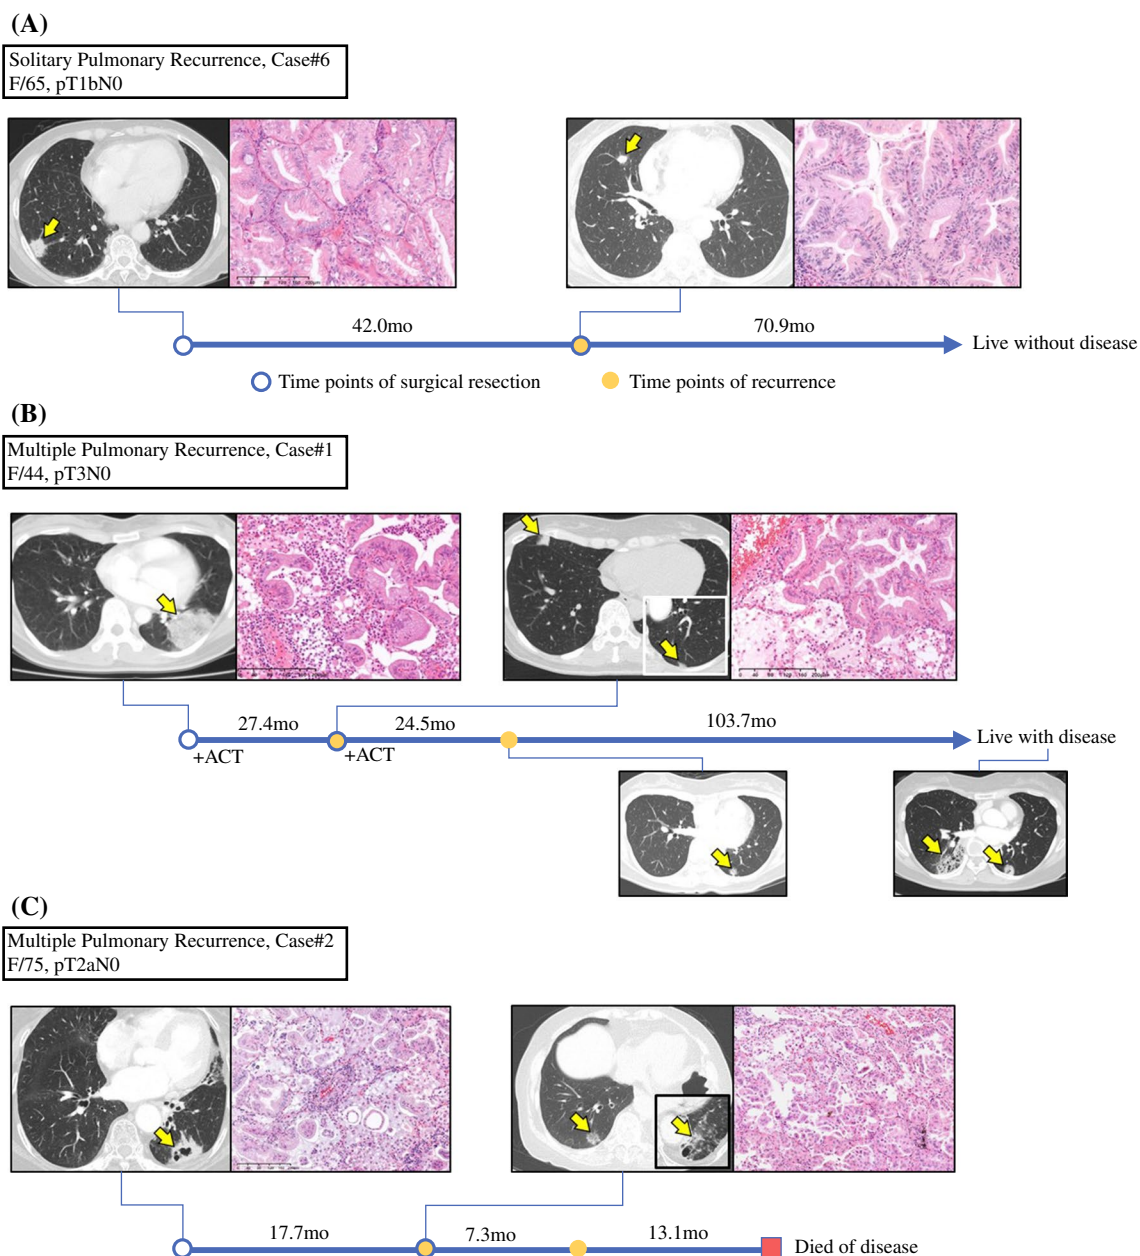 (A)
Solitary Pulmonary Recurrence, Case#6
F/65, pT1bN0
42.0mo
70.9mo
Live without disease
Time points of surgical resection
Time points of recurrence
(B)
Multiple Pulmonary Recurrence, Case#1
F/44, pT3N0
27.4mo
24.5mo
103.7mo
+ACT
+ACT
Live with disease
(C)
Multiple Pulmonary Recurrence, Case#2
F/75, pT2aN0
17.7mo
7.3mo
13.1mo
Died of disease